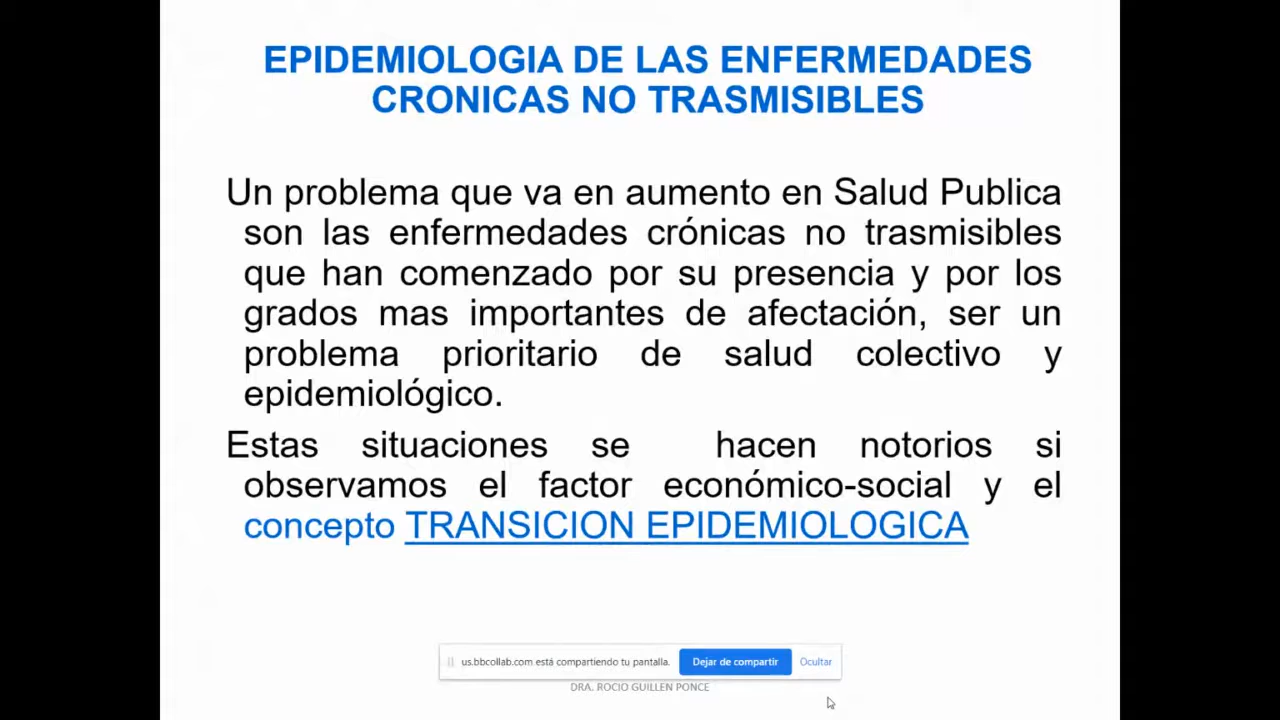 EPIDEMIOLOGIA DE LAS ENFERMEDADES
CRONICAS NO TRASMISIBLES
Un problema que va en aumento en Salud Publica
son las enfermedades crónicas no trasmisibles
que han comenzado por su presencia y por los
grados mas importantes de afectación, ser un
problema prioritario de salud colectivo y
epidemiológico.
Estas situaciones se hacen notorios si
observamos el factor económico-social y el
concepto TRANSICION EPIDEMIOLOGICA
us.bbcollab.com está compartiendo tu pantalla. Dejar de compartir Ocultar
DRA. ROCIO GUILLEN PONCE